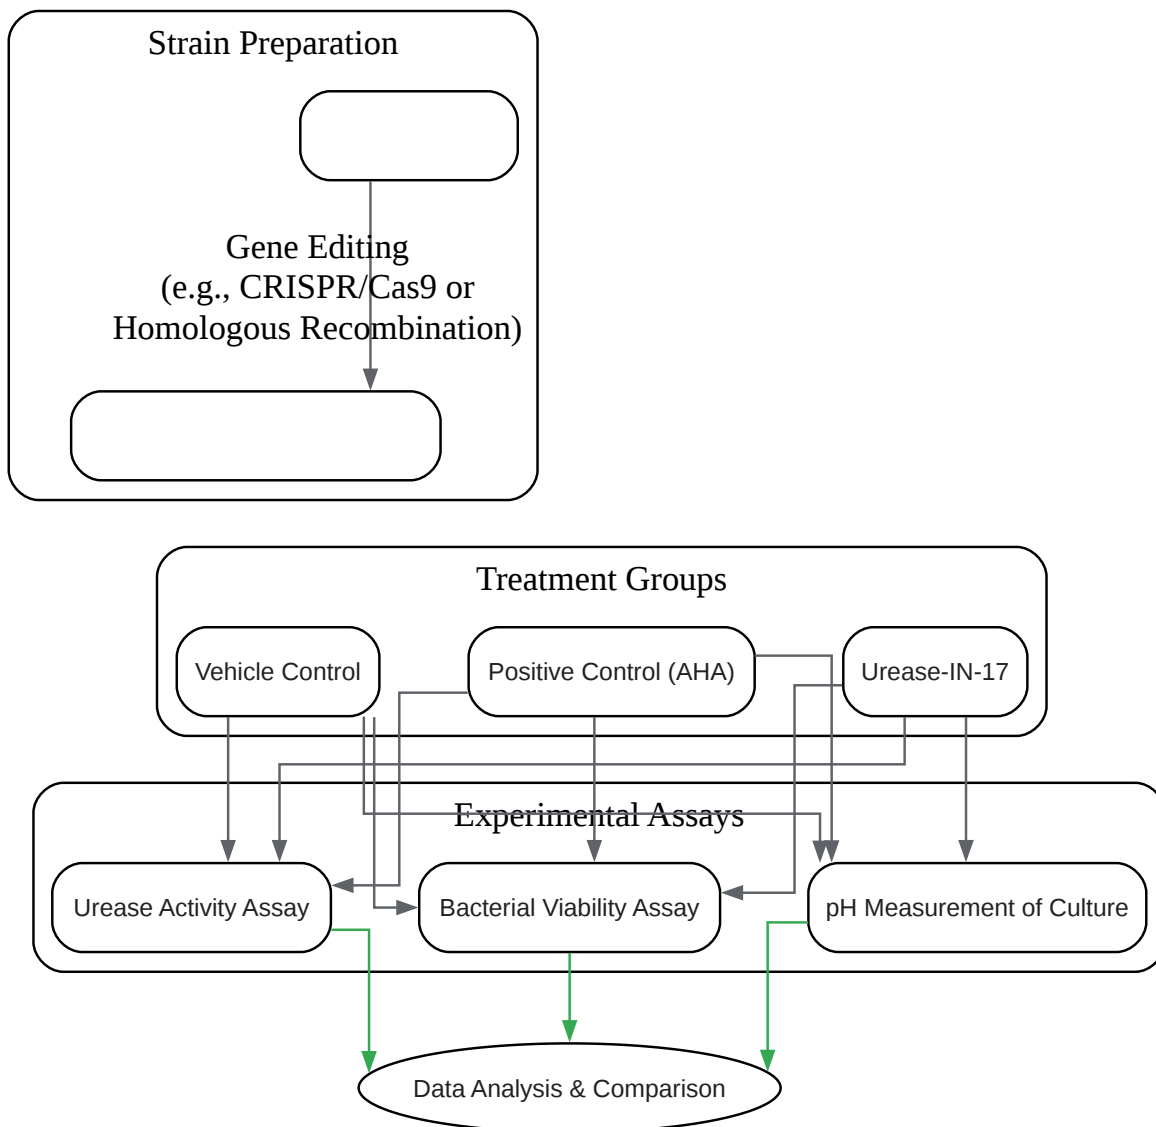 Strain Preparation
Gene Editing
(e.g., CRISPR/Cas9 or
Homologous Recombination)
Treatment Groups
Vehicle Control
Positive Control (AHA)
Urease-IN-17
Experimental Assays
Urease Activity Assay
Bacterial Viability Assay
pH Measurement of Culture
Data Analysis & Comparison